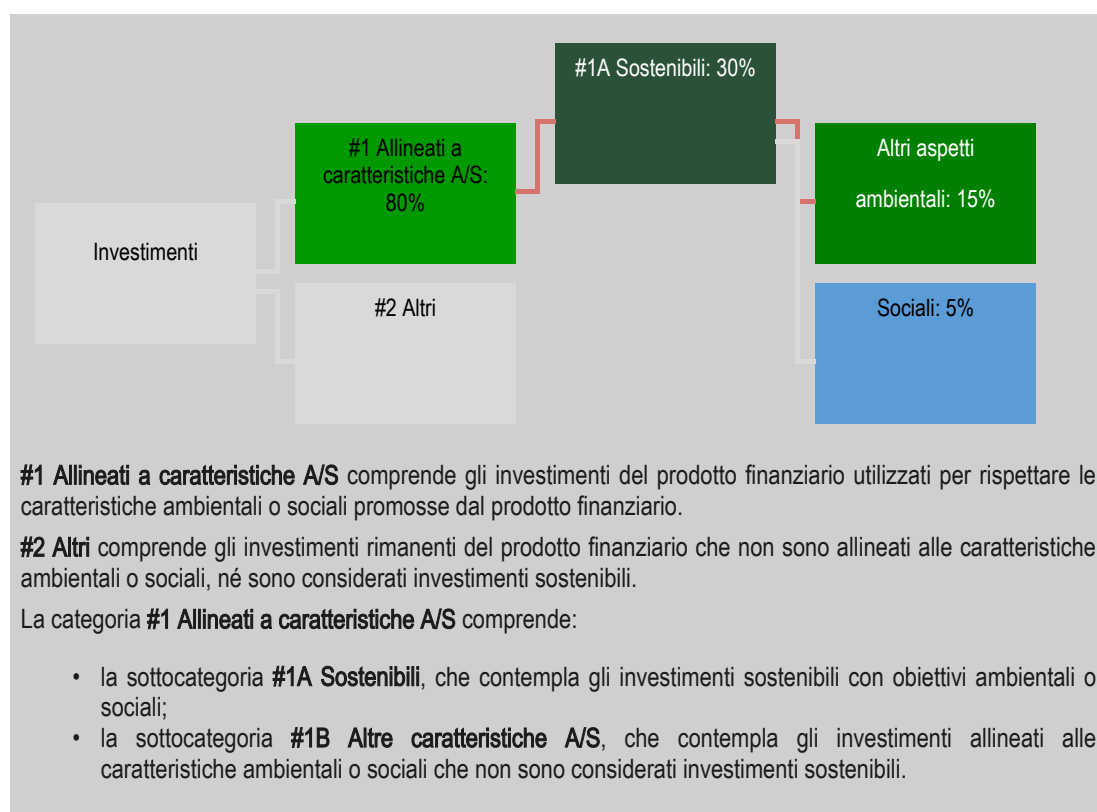 #1A Sostenibili: 30%
#1 Allineati a
caratteristiche A/S:
80%
Altri aspetti
ambientali: 15%
Investimenti
#2 Altri
Sociali: 5%
#1 Allineati a caratteristiche A/S comprende gli investimenti del prodotto finanziario utilizzati per rispettare le
caratteristiche ambientali o sociali promosse dal prodotto finanziario.
#2 Altri comprende gli investimenti rimanenti del prodotto finanziario che non sono allineati alle caratteristiche
ambientali o sociali, né sono considerati investimenti sostenibili.
La categoria #1 Allineati a caratteristiche A/S comprende:
• la sottocategoria #1A Sostenibili, che contempla gli investimenti sostenibili con obiettivi ambientali o
sociali;
• la sottocategoria #1B Altre caratteristiche A/S, che contempla gli investimenti allineati alle
caratteristiche ambientali o sociali che non sono considerati investimenti sostenibili.